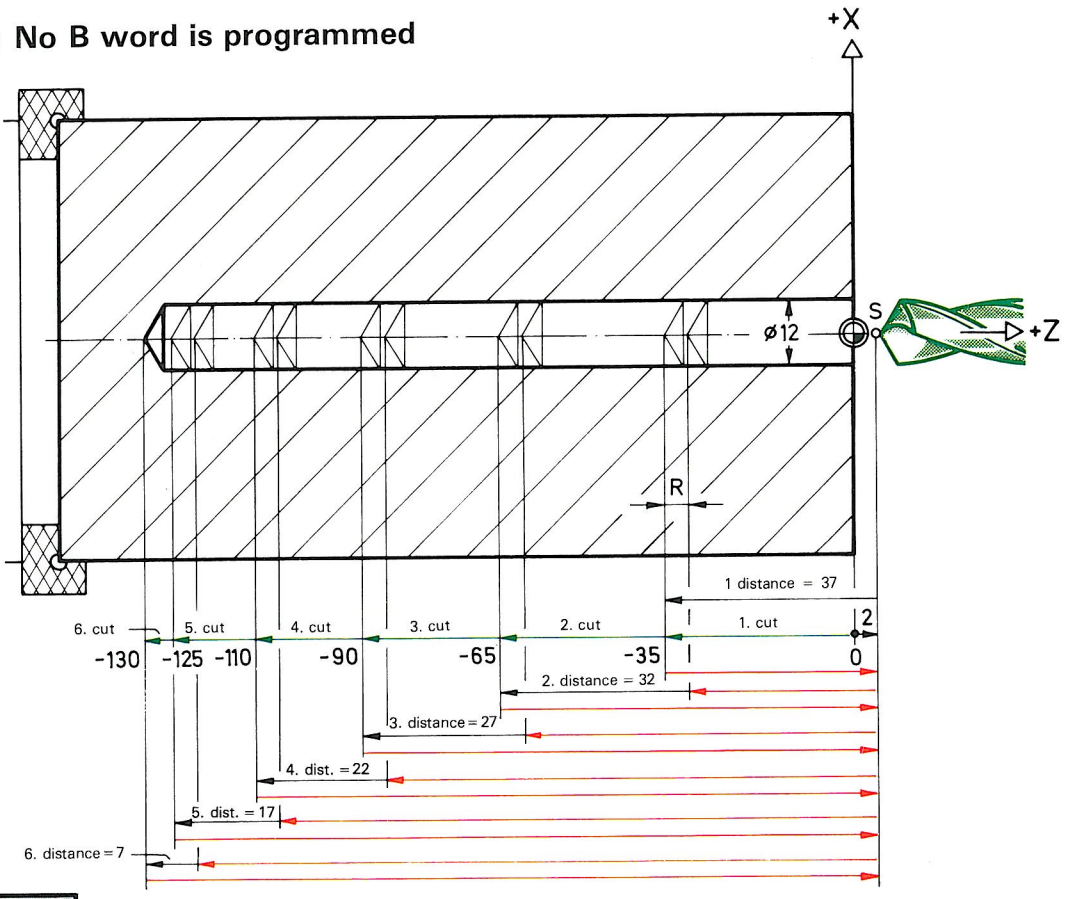 No B word is programmed
+X
S
+Z
⌀12
R
1 distance = 37
6. cut
5. cut
4. cut
3. cut
2. cut
1. cut
2
-130
-125
-110
-90
-65
-35
0
2. distance = 32
3. distance = 27
4. dist. = 22
5. dist. = 17
6. distance = 7